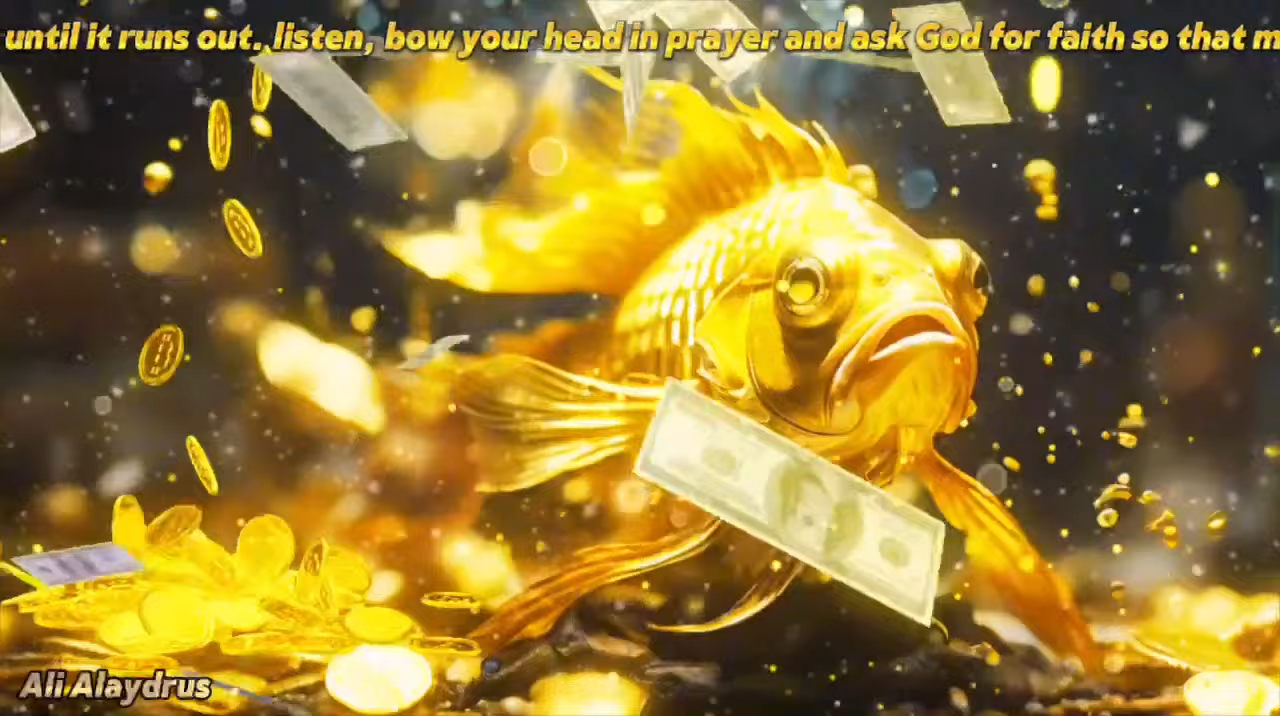 until it runs out. listen, bow your head in prayer and ask God for faith so that m
Ali Alaydrus